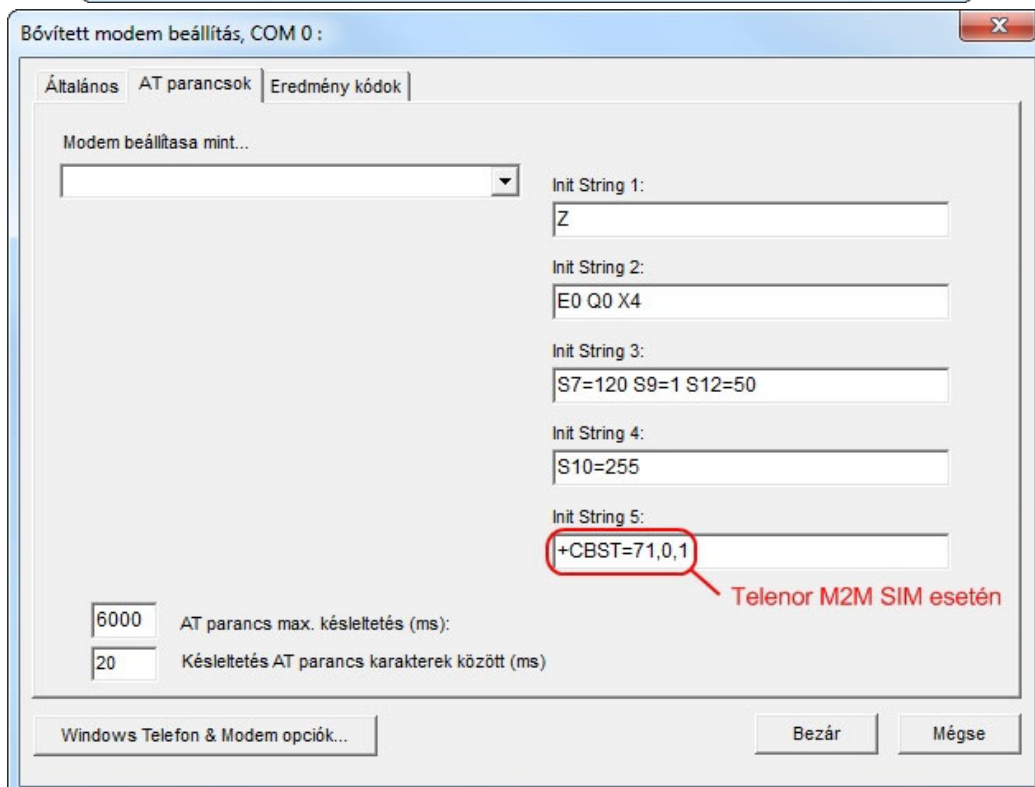 Bővített modem beállítás, COM 0 :
Általános
AT parancsok
Eredmény kódok
Modem beállítasa mint...
Init String 1:
Z
Init String 2:
E0 Q0 X4
Init String 3:
S7=120 S9=1 S12=50
Init String 4:
S10=255
Init String 5:
+CBST=71,0,1
Telenor M2M SIM esetén
6000 AT parancs max. késleltetés (ms):
20 Késleltetés AT parancs karakterek között (ms)
Windows Telefon & Modem opciók...
Bezár
Mégse